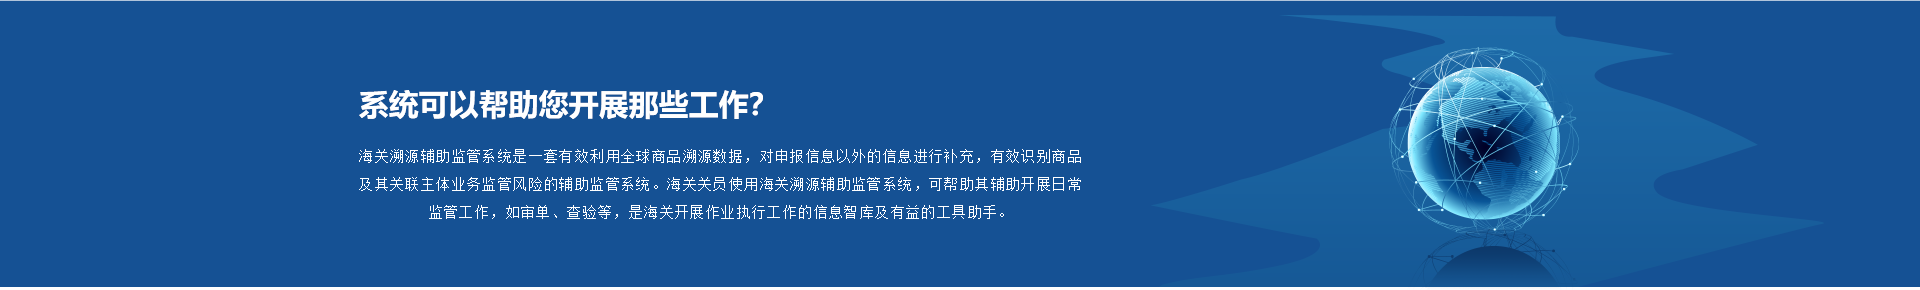 系统可以帮助您开展那些工作？
海关溯源辅助监管系统是一套有效利用全球商品溯源数据，对申报信息以外的信息进行补充，有效识别商品
及其关联主体业务监管风险的辅助监管系统。海关关员使用海关溯源辅助监管系统，可帮助其辅助开展日常
监管工作，如审单、查验等，是海关开展作业执行工作的信息智库及有益的工具助手。